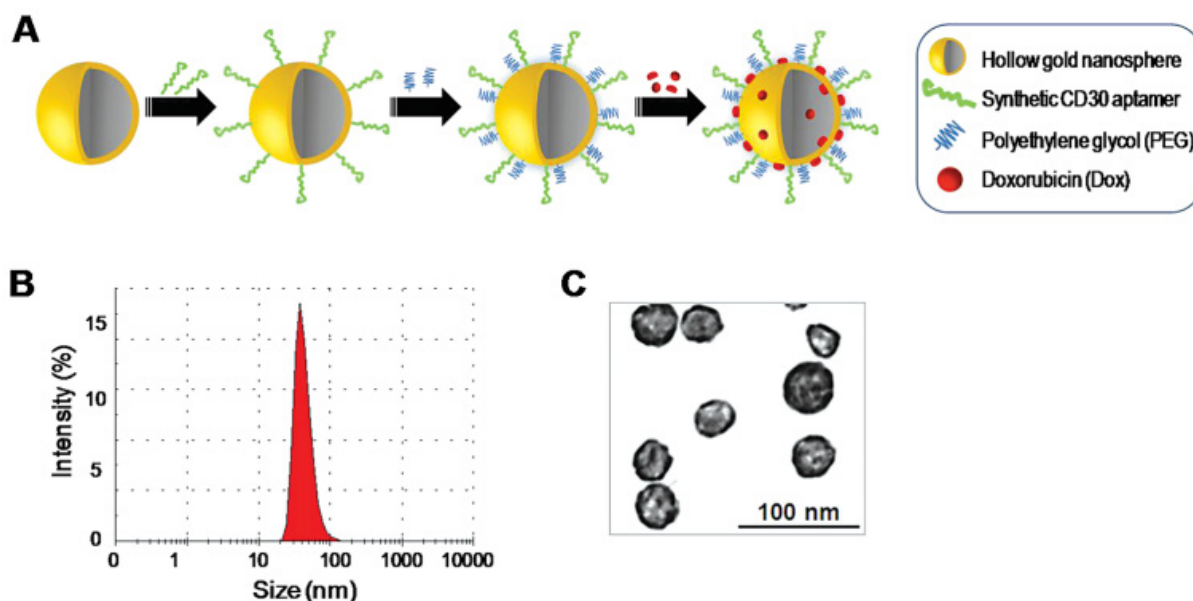 A
Hollow gold nanosphere
Synthetic CD30 aptamer
Polyethylene glycol (PEG)
Doxorubicin (Dox)
B
15
10
5
0
Intensity (%)
0 1 10 100 1000 10000
Size (nm)
C
100 nm